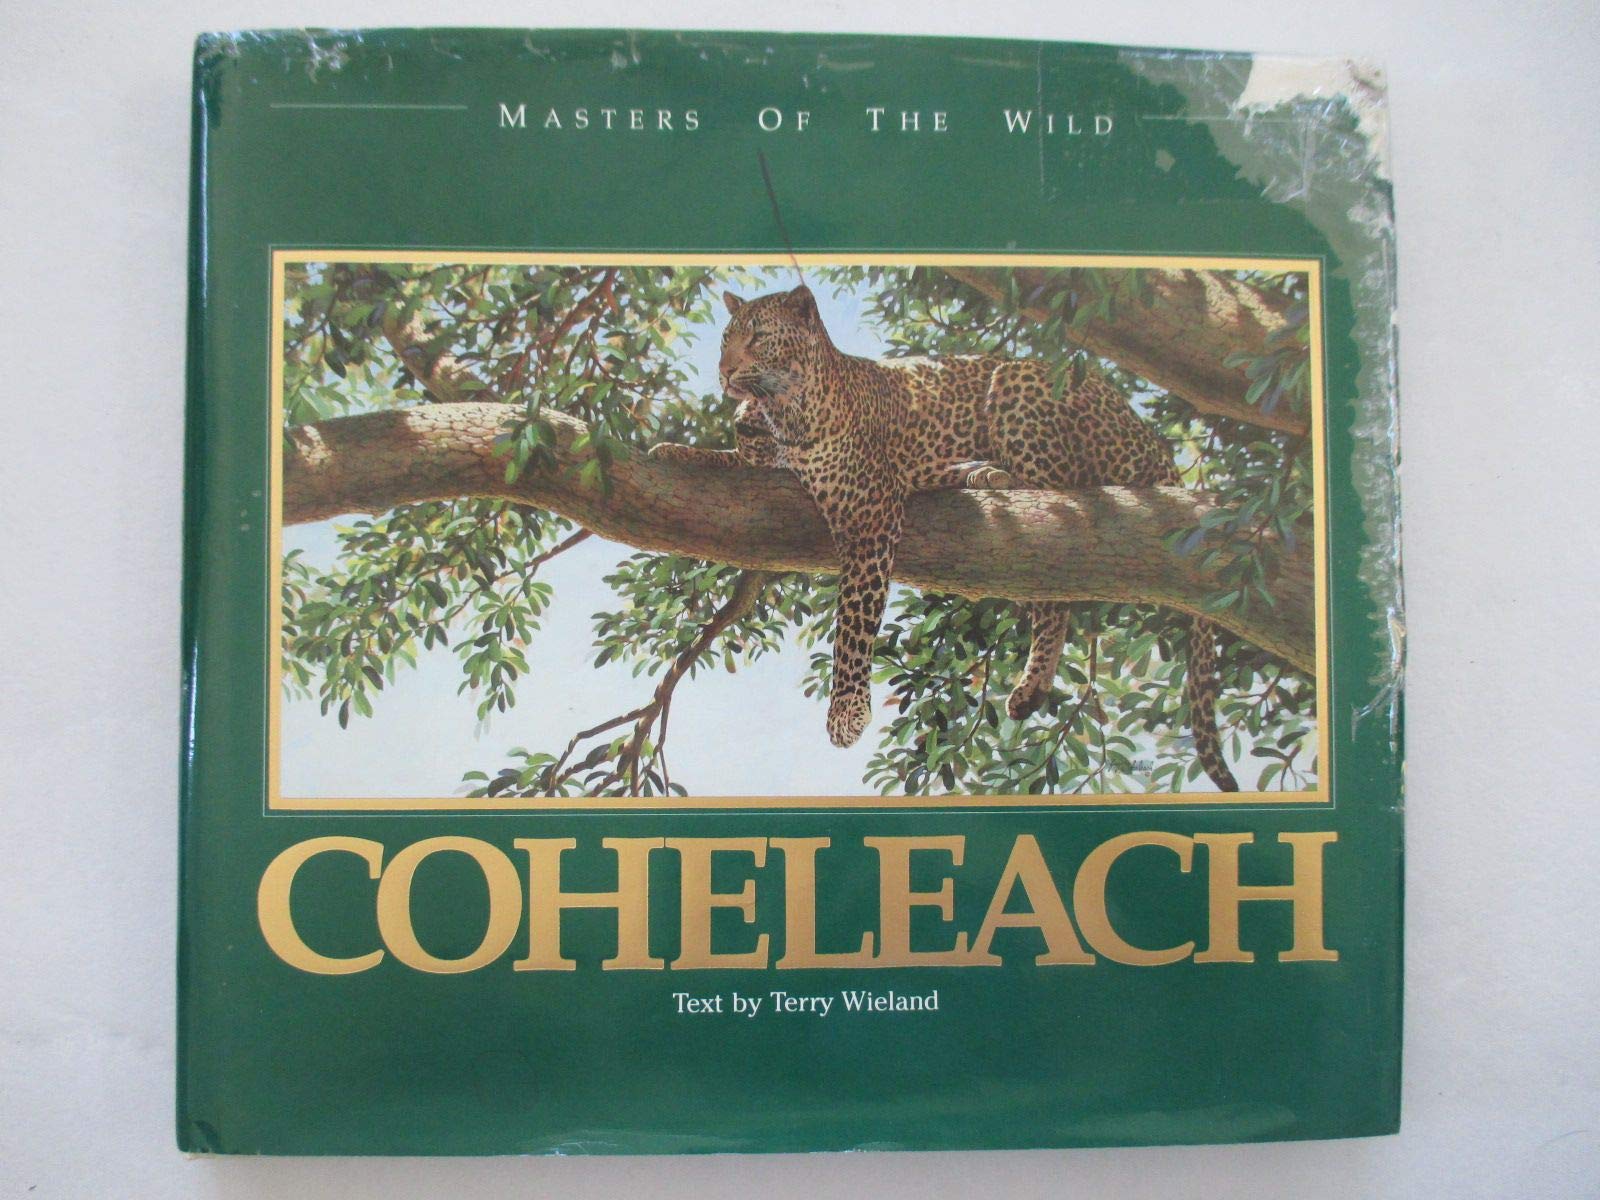 MASTERS OF THE WILD
COHELEACH
Text by Terry Wieland